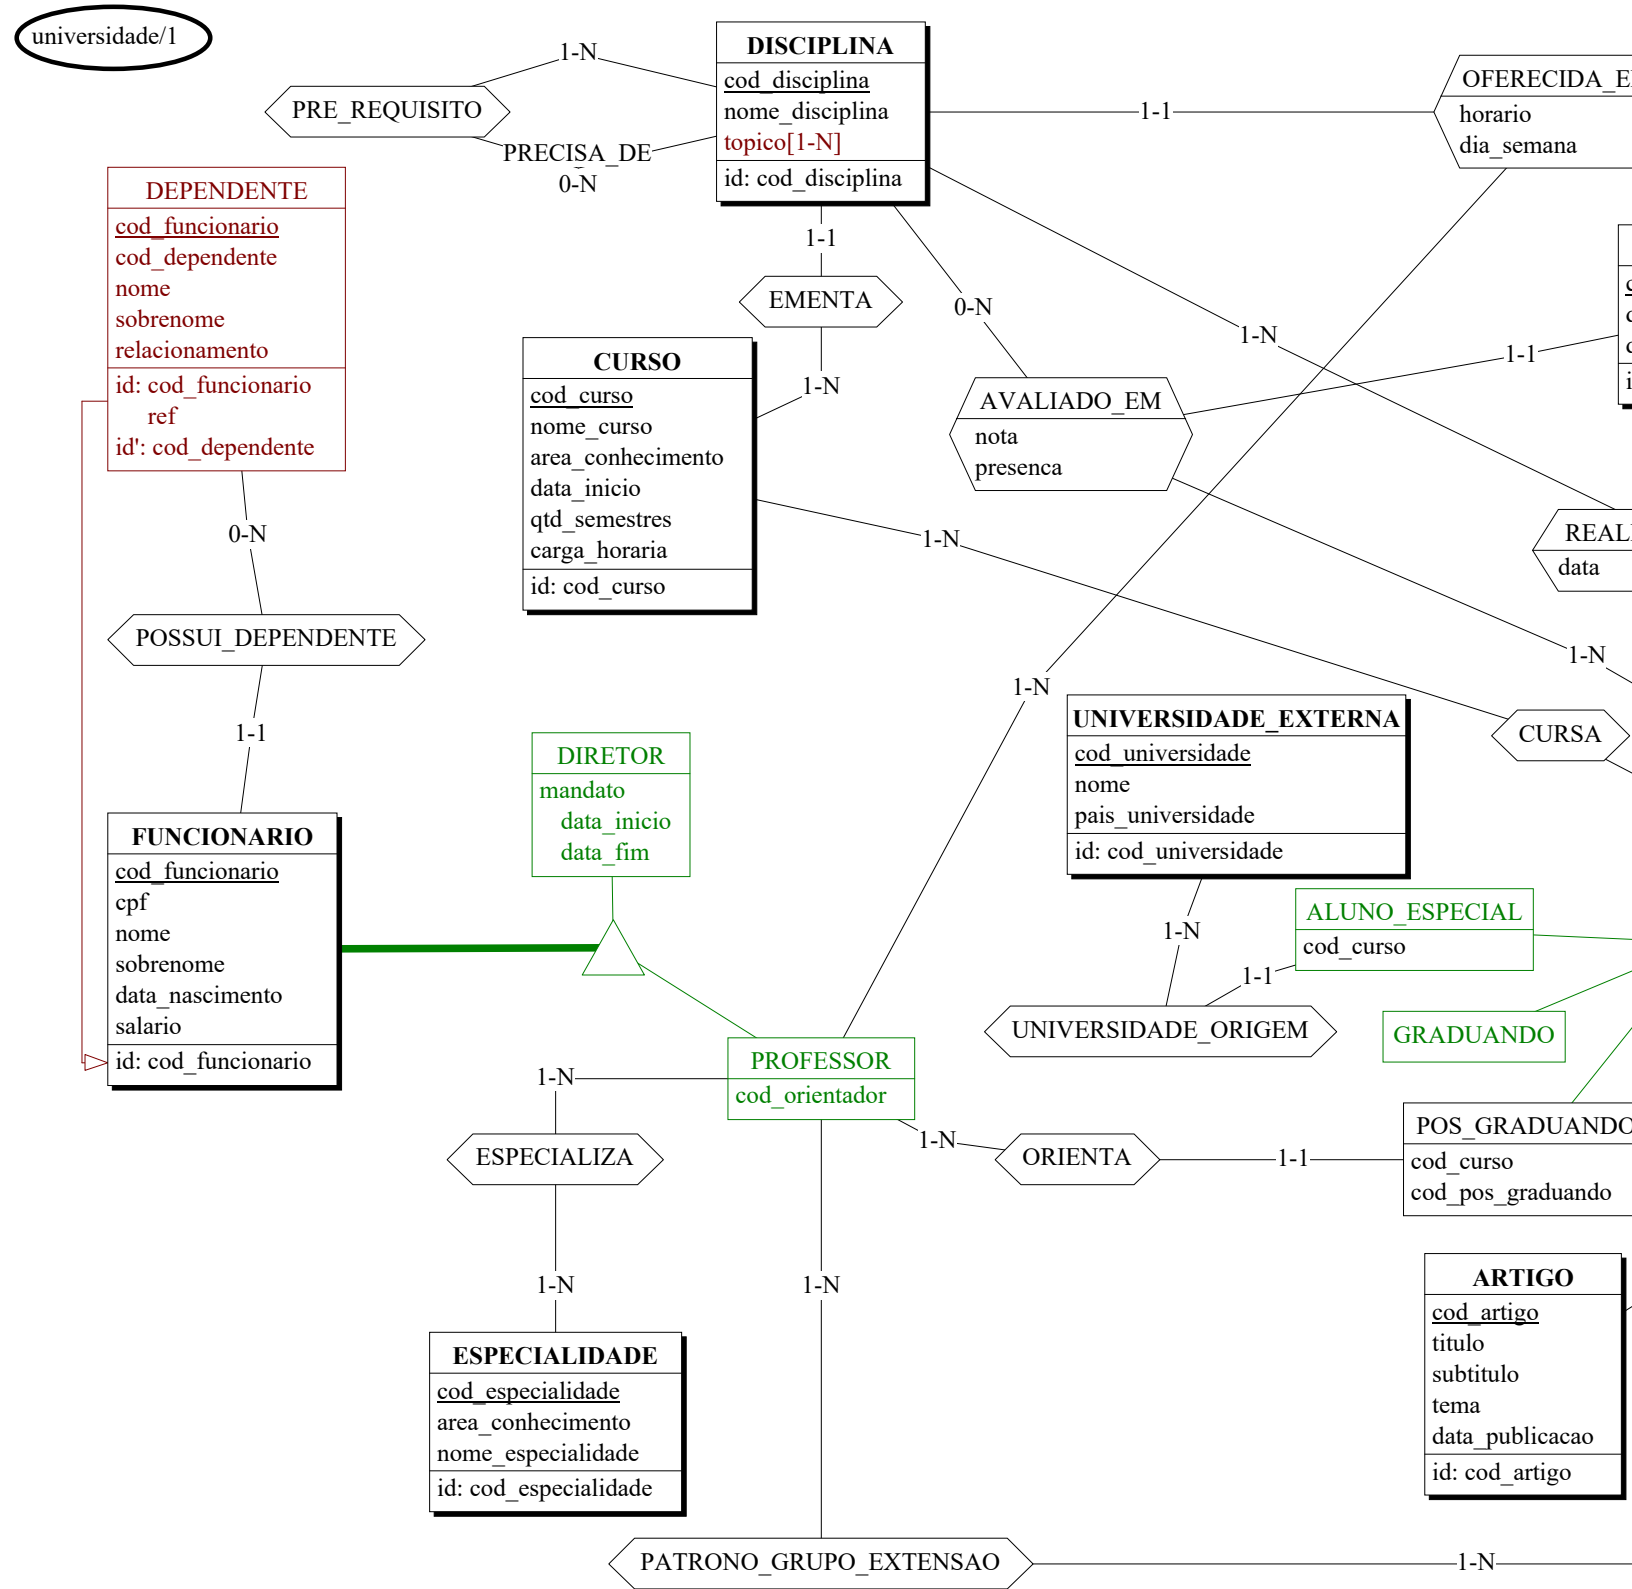 universidade/1
1-N
PRE_REQUISITO
PRECISA_DE
0-N
DISCIPLINA
cod_disciplina
nome_disciplina
topico[1-N]
id: cod_disciplina
1-1
horario
dia_semana
DEPENDENTE
cod_funcionario
cod_dependente
nome
sobrenome
relacionamento
id: cod_funcionario
ref
id': cod_dependente
1-1
EMENTA
1-N
0-N
1-N
1-1
CURSO
cod_curso
nome_curso
area_conhecimento
data_inicio
qtd_semestres
carga_horaria
id: cod_curso
AVALIADO_EM
nota
presenca
1-N
data
0-N
POSSUI_DEPENDENTE
1-1
1-N
1-N
CURSA
UNIVERSIDADE_EXTERNA
cod_universidade
nome
pais_universidade
id: cod_universidade
DIRETOR
mandato
data_inicio
data_fim
FUNCIONARIO
cod_funcionario
cpf
nome
sobrenome
data_nascimento
salario
id: cod_funcionario
1-N
1-1
ALUNO_ESPECIAL
cod_curso
UNIVERSIDADE_ORIGEM
GRADUANDO
PROFESSOR
cod_orientador
1-N
ESPECIALIZA
1-N
ORIENTA
1-1
POS_GRADUANDO
cod_curso
cod_pos_graduando
1-N
1-N
ESPECIALIDADE
cod_especialidade
area_conhecimento
nome_especialidade
id: cod_especialidade
ARTIGO
cod_artigo
titulo
subtitulo
tema
data_publicacao
id: cod_artigo
PATRONO_GRUPO_EXTENSAO
1-N